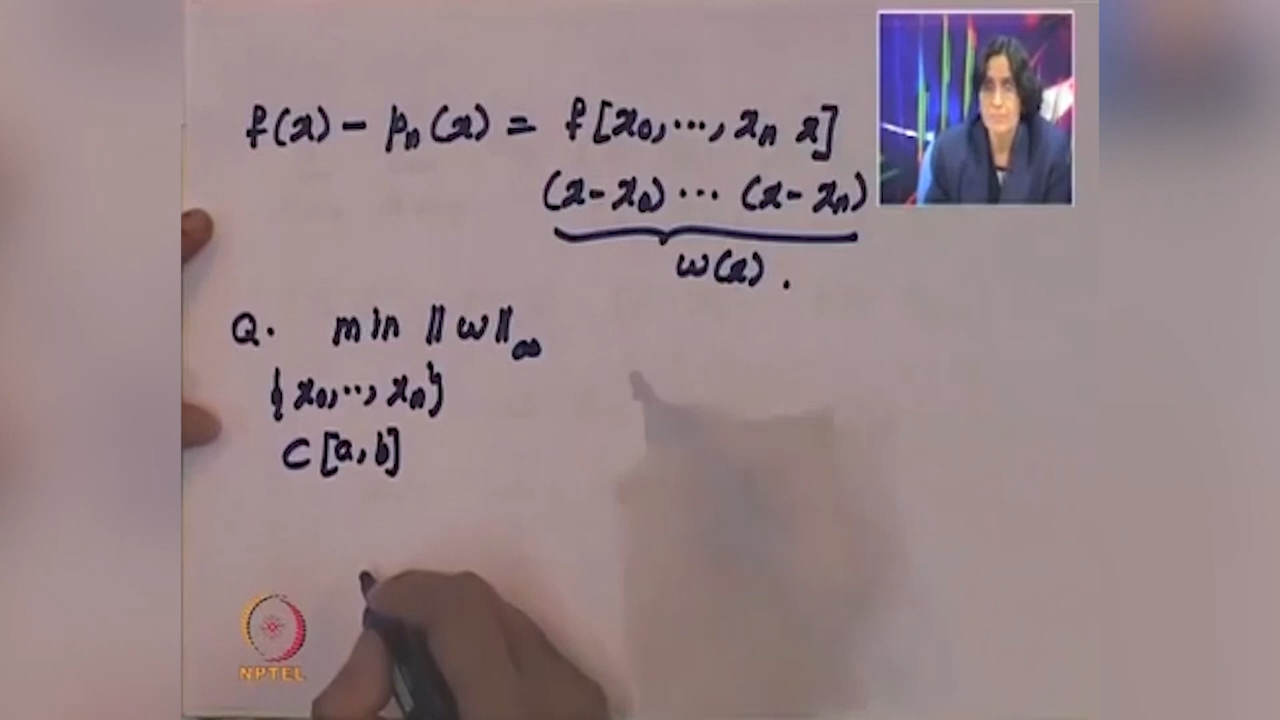 f(x) - pn(x) = f[x0, ..., xn x]
(x - x0) ... (x - xn)
w(x) .
Q. min || w ||∞
{x0, .., xn}
C[a, b]
NPTEL